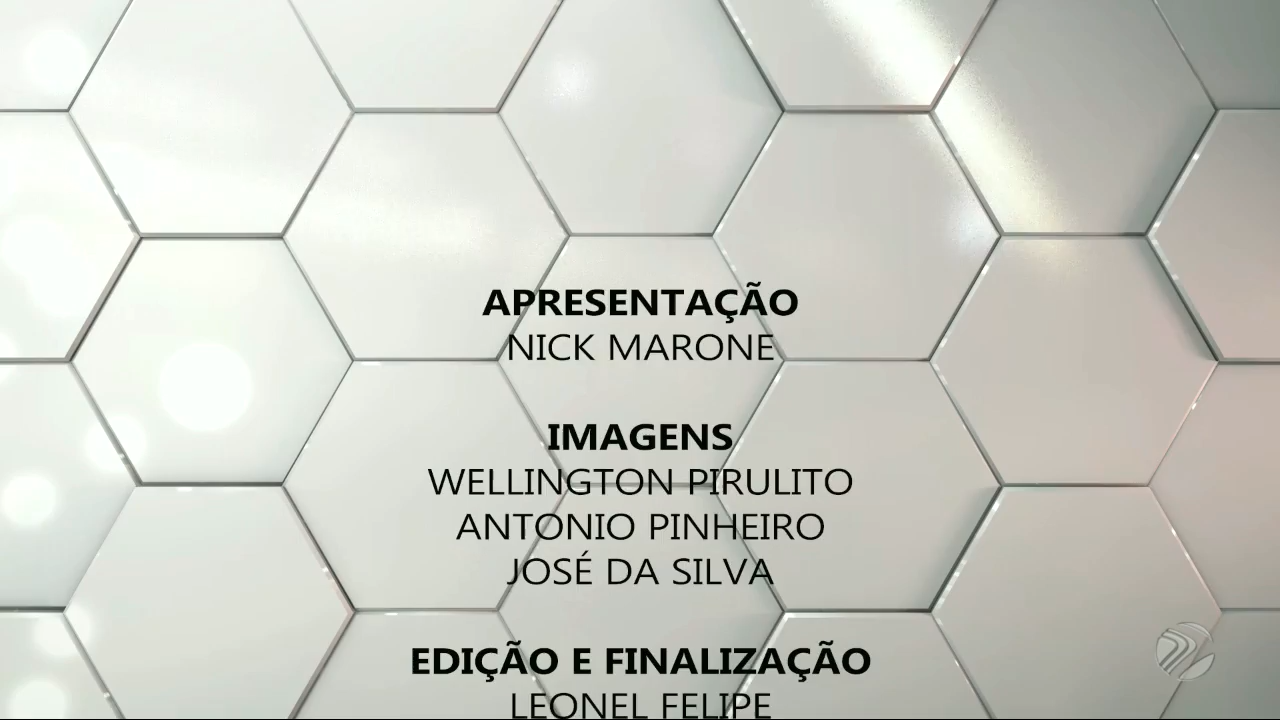 APRESENTAÇÃO
NICK MARONE
IMAGENS
WELLINGTON PIRULITO
ANTONIO PINHEIRO
JOSÉ DA SILVA
EDIÇÃO E FINALIZAÇÃO
LEONEL FELIPE